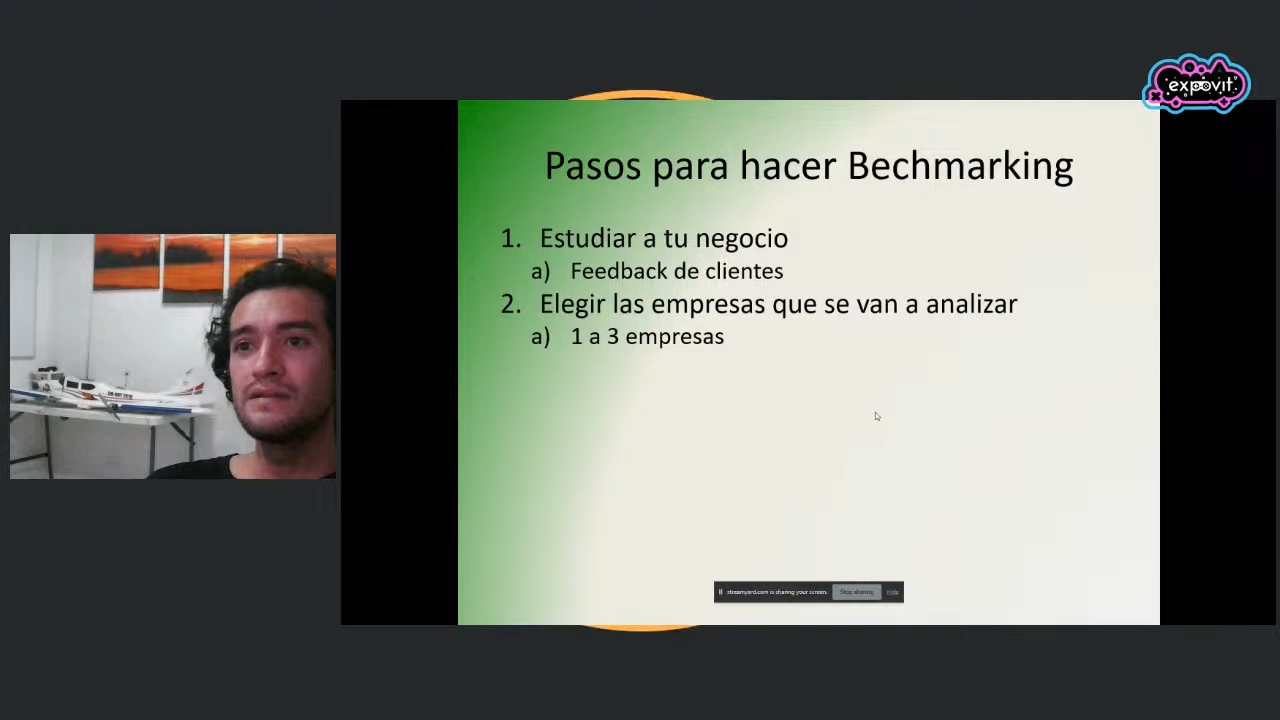 expovit
Pasos para hacer Bechmarking
1. Estudiar a tu negocio
a) Feedback de clientes
2. Elegir las empresas que se van a analizar
a) 1 a 3 empresas
streamyard.com is sharing your screen. Stop sharing Hide